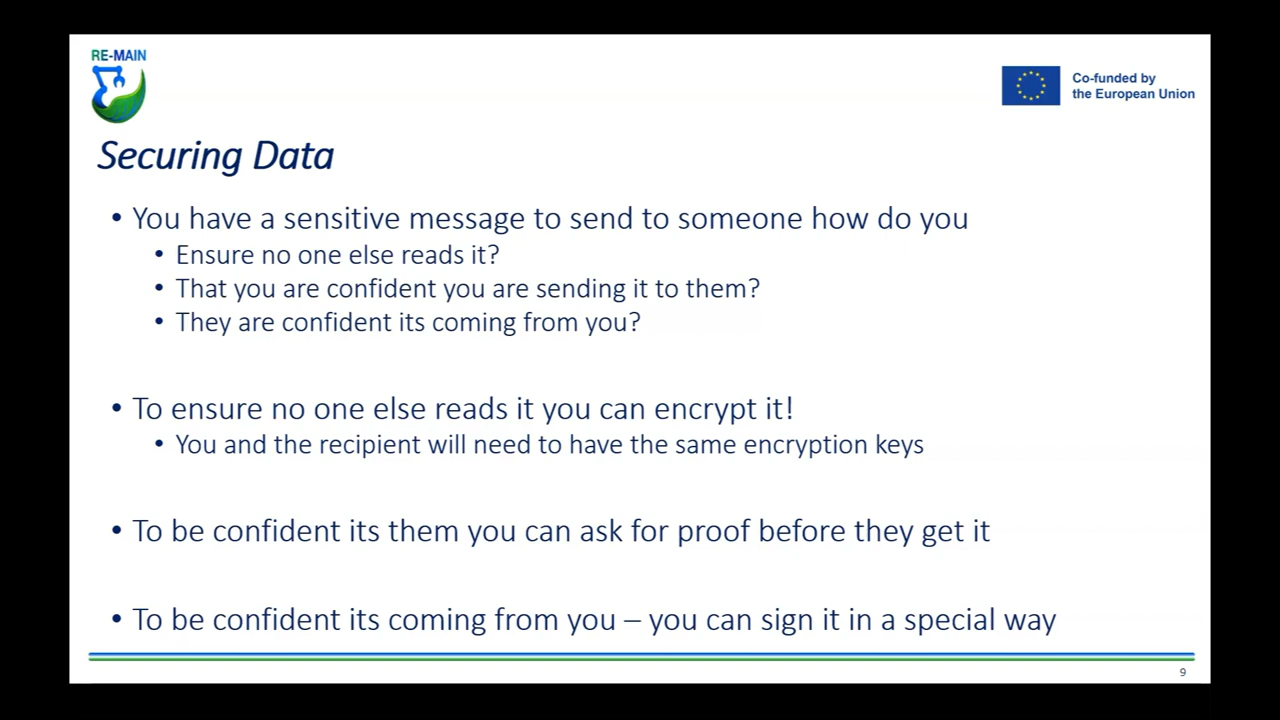 RE-MAIN
Co-funded by
the European Union
Securing Data
• You have a sensitive message to send to someone how do you
• Ensure no one else reads it?
• That you are confident you are sending it to them?
• They are confident its coming from you?
• To ensure no one else reads it you can encrypt it!
• You and the recipient will need to have the same encryption keys
• To be confident its them you can ask for proof before they get it
• To be confident its coming from you – you can sign it in a special way
9